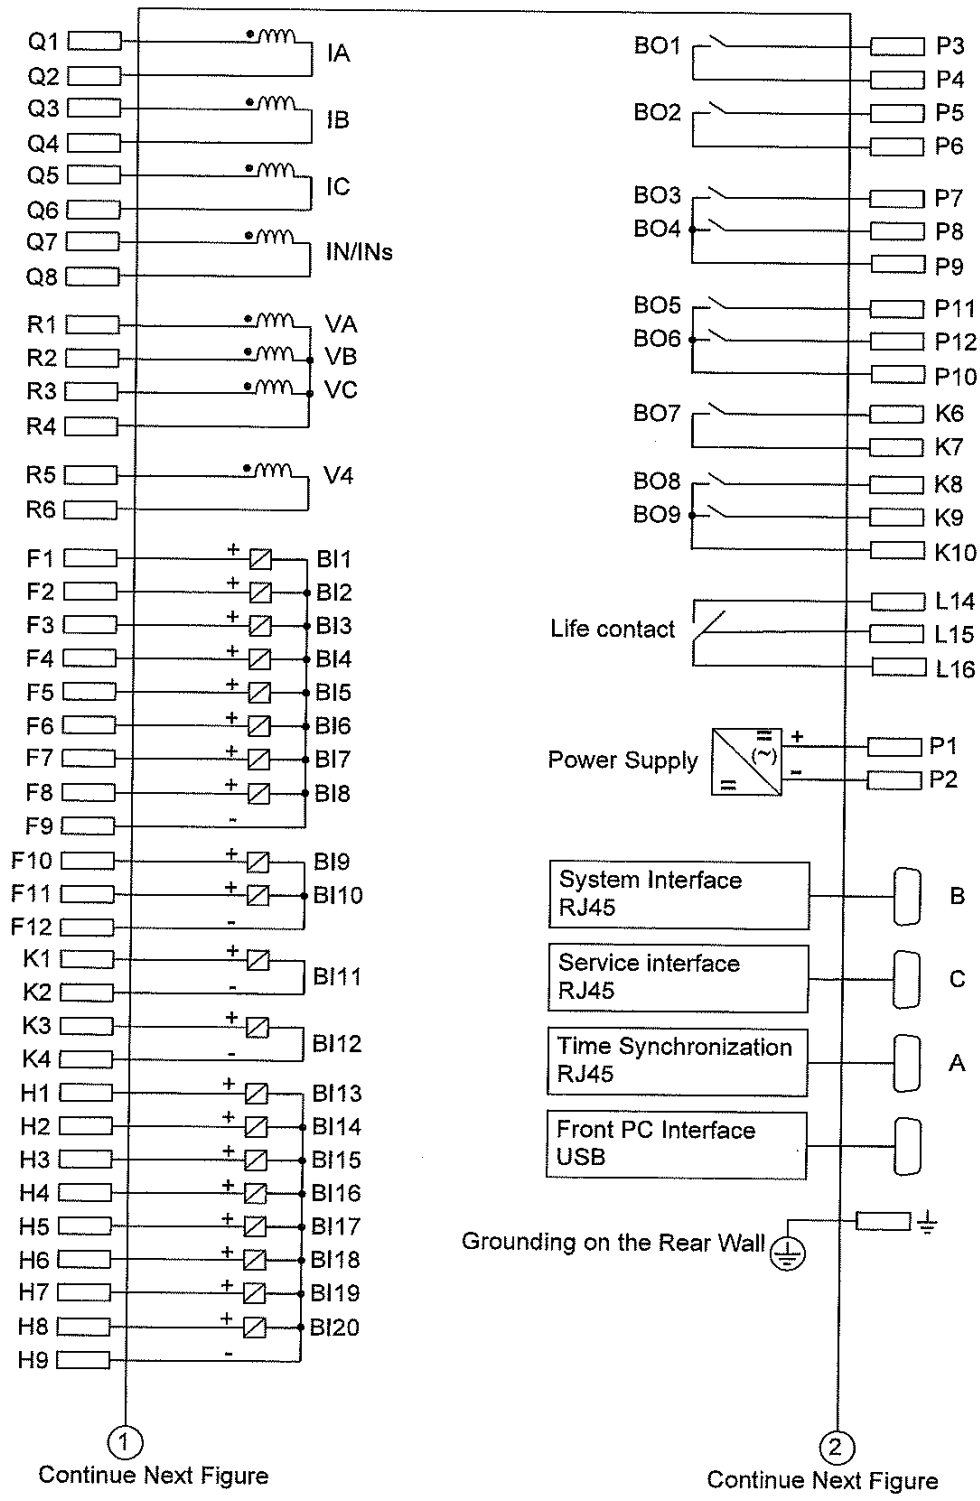 Q1
Q2
IA
Q3
Q4
IB
Q5
Q6
IC
Q7
Q8
IN/INs
R1
VA
R2
VB
R3
VC
R4
R5
V4
R6
F1 + BI1
F2 + BI2
F3 + BI3
F4 + BI4
F5 + BI5
F6 + BI6
F7 + BI7
F8 + BI8
F9 -
F10 + BI9
F11 + BI10
F12 -
K1 +
BI11
K2 -
K3 +
BI12
K4 -
H1 + BI13
H2 + BI14
H3 + BI15
H4 + BI16
H5 + BI17
H6 + BI18
H7 + BI19
H8 + BI20
H9 -
1
Continue Next Figure
BO1 P3
P4
BO2 P5
P6
BO3 P7
BO4 P8
P9
BO5 P11
BO6 P12
P10
BO7 K6
K7
BO8 K8
BO9 K9
K10
L14
Life contact L15
L16
Power Supply
(~)
+ P1
- P2
System Interface
RJ45
B
Service interface
RJ45
C
Time Synchronization
RJ45
A
Front PC Interface
USB
Grounding on the Rear Wall
2
Continue Next Figure